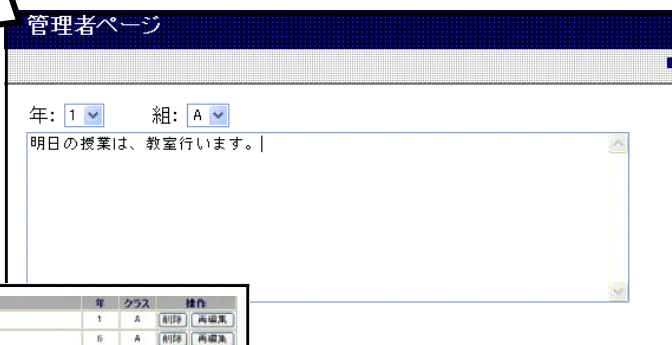 管理者ページ
年: 1 組: A
明日の授業は、教室行います。
年 クラス 操作
1 A 削除 再編集
6 A 削除 再編集